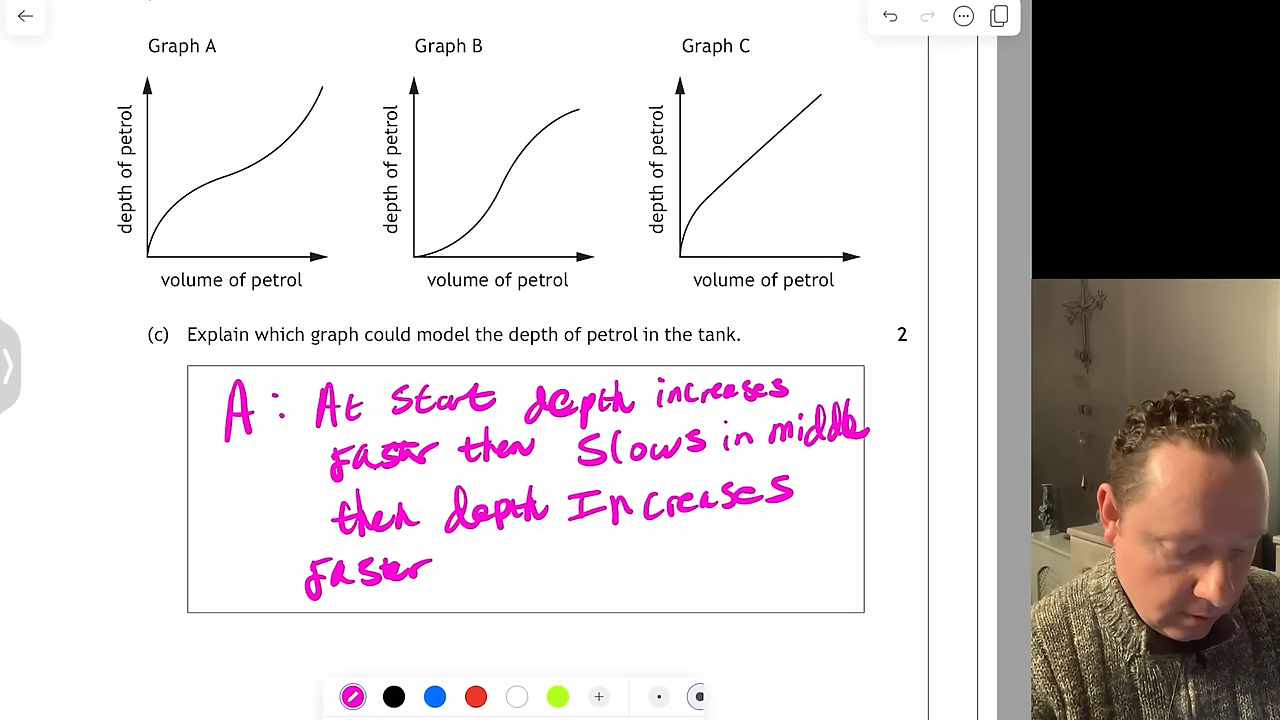 Graph A
Graph B
Graph C
depth of petrol
depth of petrol
depth of petrol
volume of petrol
volume of petrol
volume of petrol
(c) Explain which graph could model the depth of petrol in the tank. 2
A: At start depth increases
faster then slows in middle
then depth Increases
faster